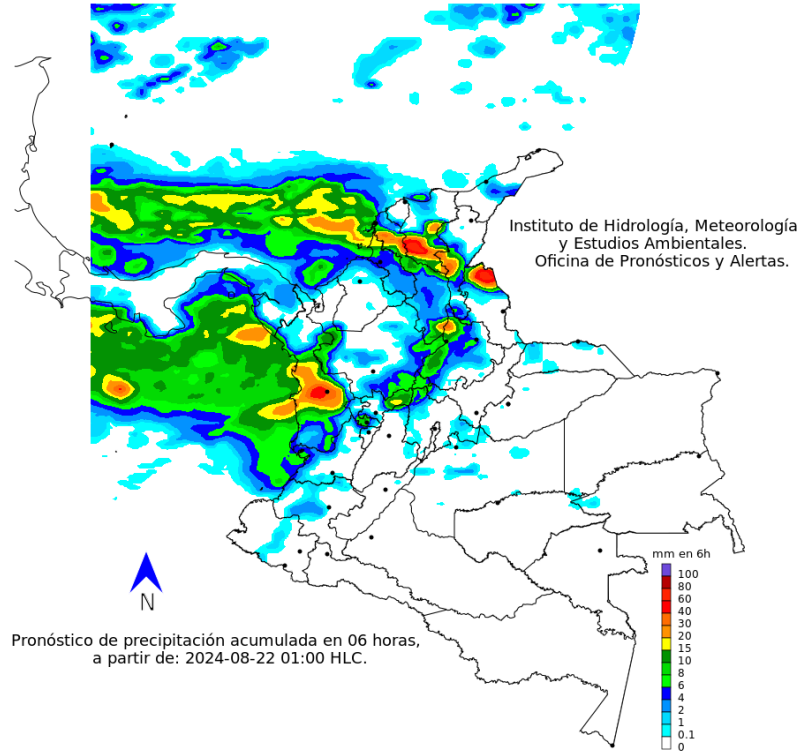 Instituto de Hidrología, Meteorología
y Estudios Ambientales.
Oficina de Pronósticos y Alertas.
mm en 6h
100
80
60
40
30
20
15
10
8
6
4
2
1
0.1
0
N
Pronóstico de precipitación acumulada en 06 horas,
a partir de: 2024-08-22 01:00 HLC.